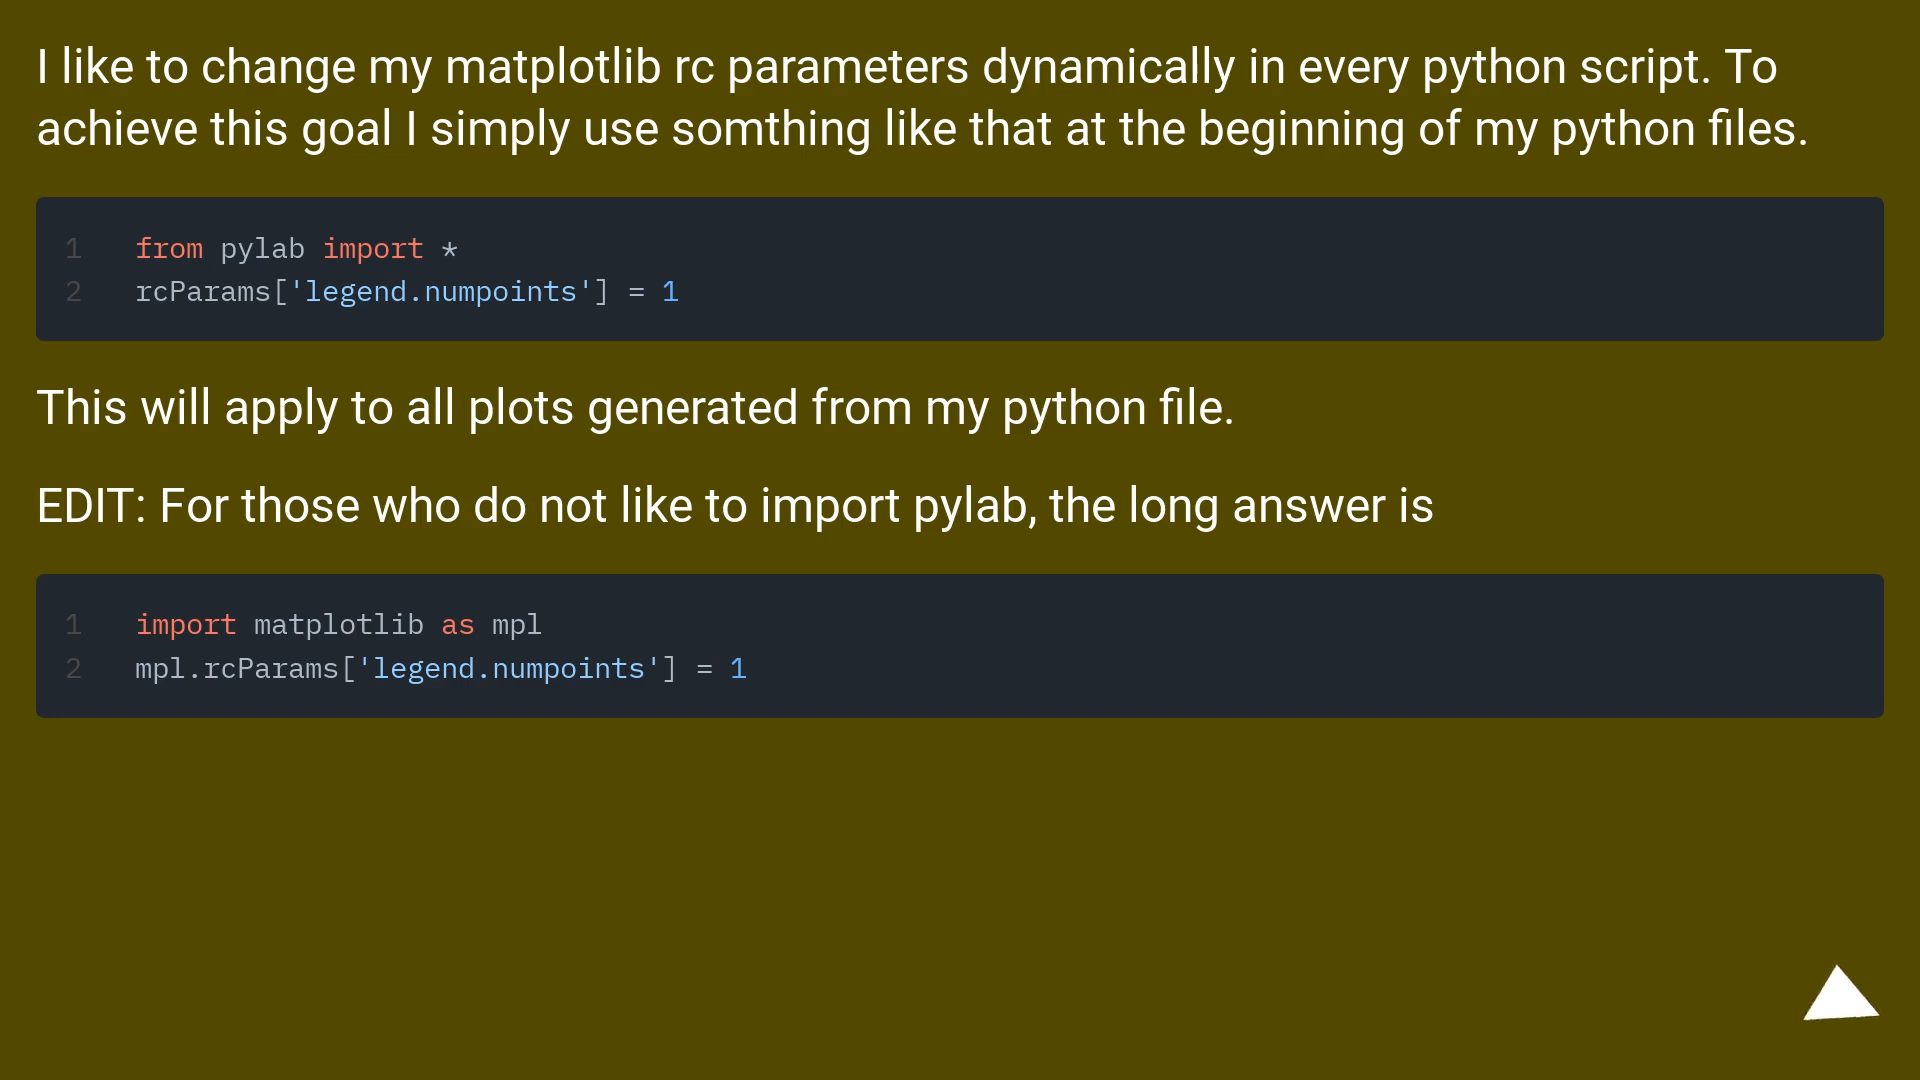 I like to change my matplotlib rc parameters dynamically in every python script. To
achieve this goal I simply use somthing like that at the beginning of my python files.
1 from pylab import *
2 rcParams['legend.numpoints'] = 1
This will apply to all plots generated from my python file.
EDIT: For those who do not like to import pylab, the long answer is
1 import matplotlib as mpl
2 mpl.rcParams['legend.numpoints'] = 1